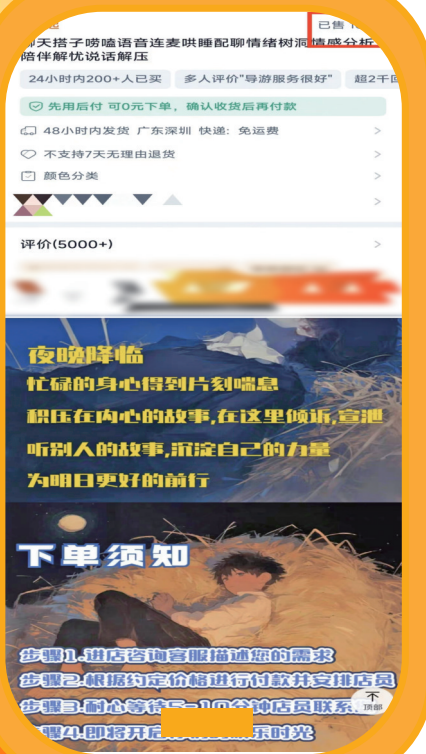 已售
聊天搭子唠嗑语音连麦哄睡配聊情绪树洞情感分析
陪伴解忧说话解压
24小时内200+人已买 多人评价"导游服务很好" 超2千回
先用后付 可0元下单，确认收货后再付款
48小时内发货 广东深圳 快递：免运费
不支持7天无理由退货
颜色分类
评价(5000+)
夜晚降临
忙碌的身心得到片刻喘息
积压在内心的故事,在这里倾诉,宣泄
听别人的故事,沉淀自己的力量
为明日更好的前行
下单须知
步骤1.进店咨询客服描述您的需求
步骤2.根据约定价格进行付款并安排店员
步骤3.耐心等待5-10分钟店员联系
顶部
步骤4.即将开启 乐时光